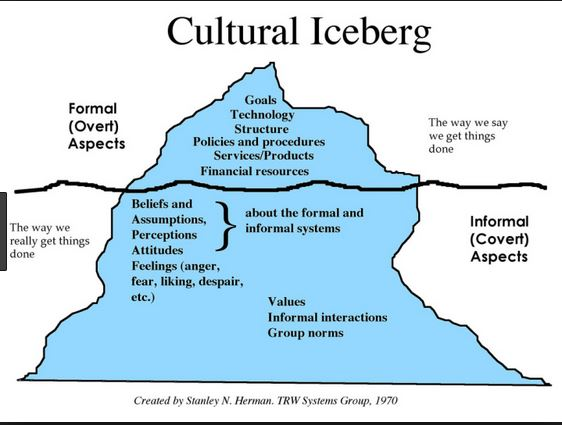 Cultural Iceberg
Formal
(Overt)
Aspects
Goals
Technology
Structure
Policies and procedures
Services/Products
Financial resources
The way we say
we get things
done
The way we
really get things
done
Beliefs and
Assumptions,
Perceptions
Attitudes
Feelings (anger,
fear, liking, despair,
etc.)
about the formal and
informal systems
Informal
(Covert)
Aspects
Values
Informal interactions
Group norms
Created by Stanley N. Herman. TRW Systems Group, 1970